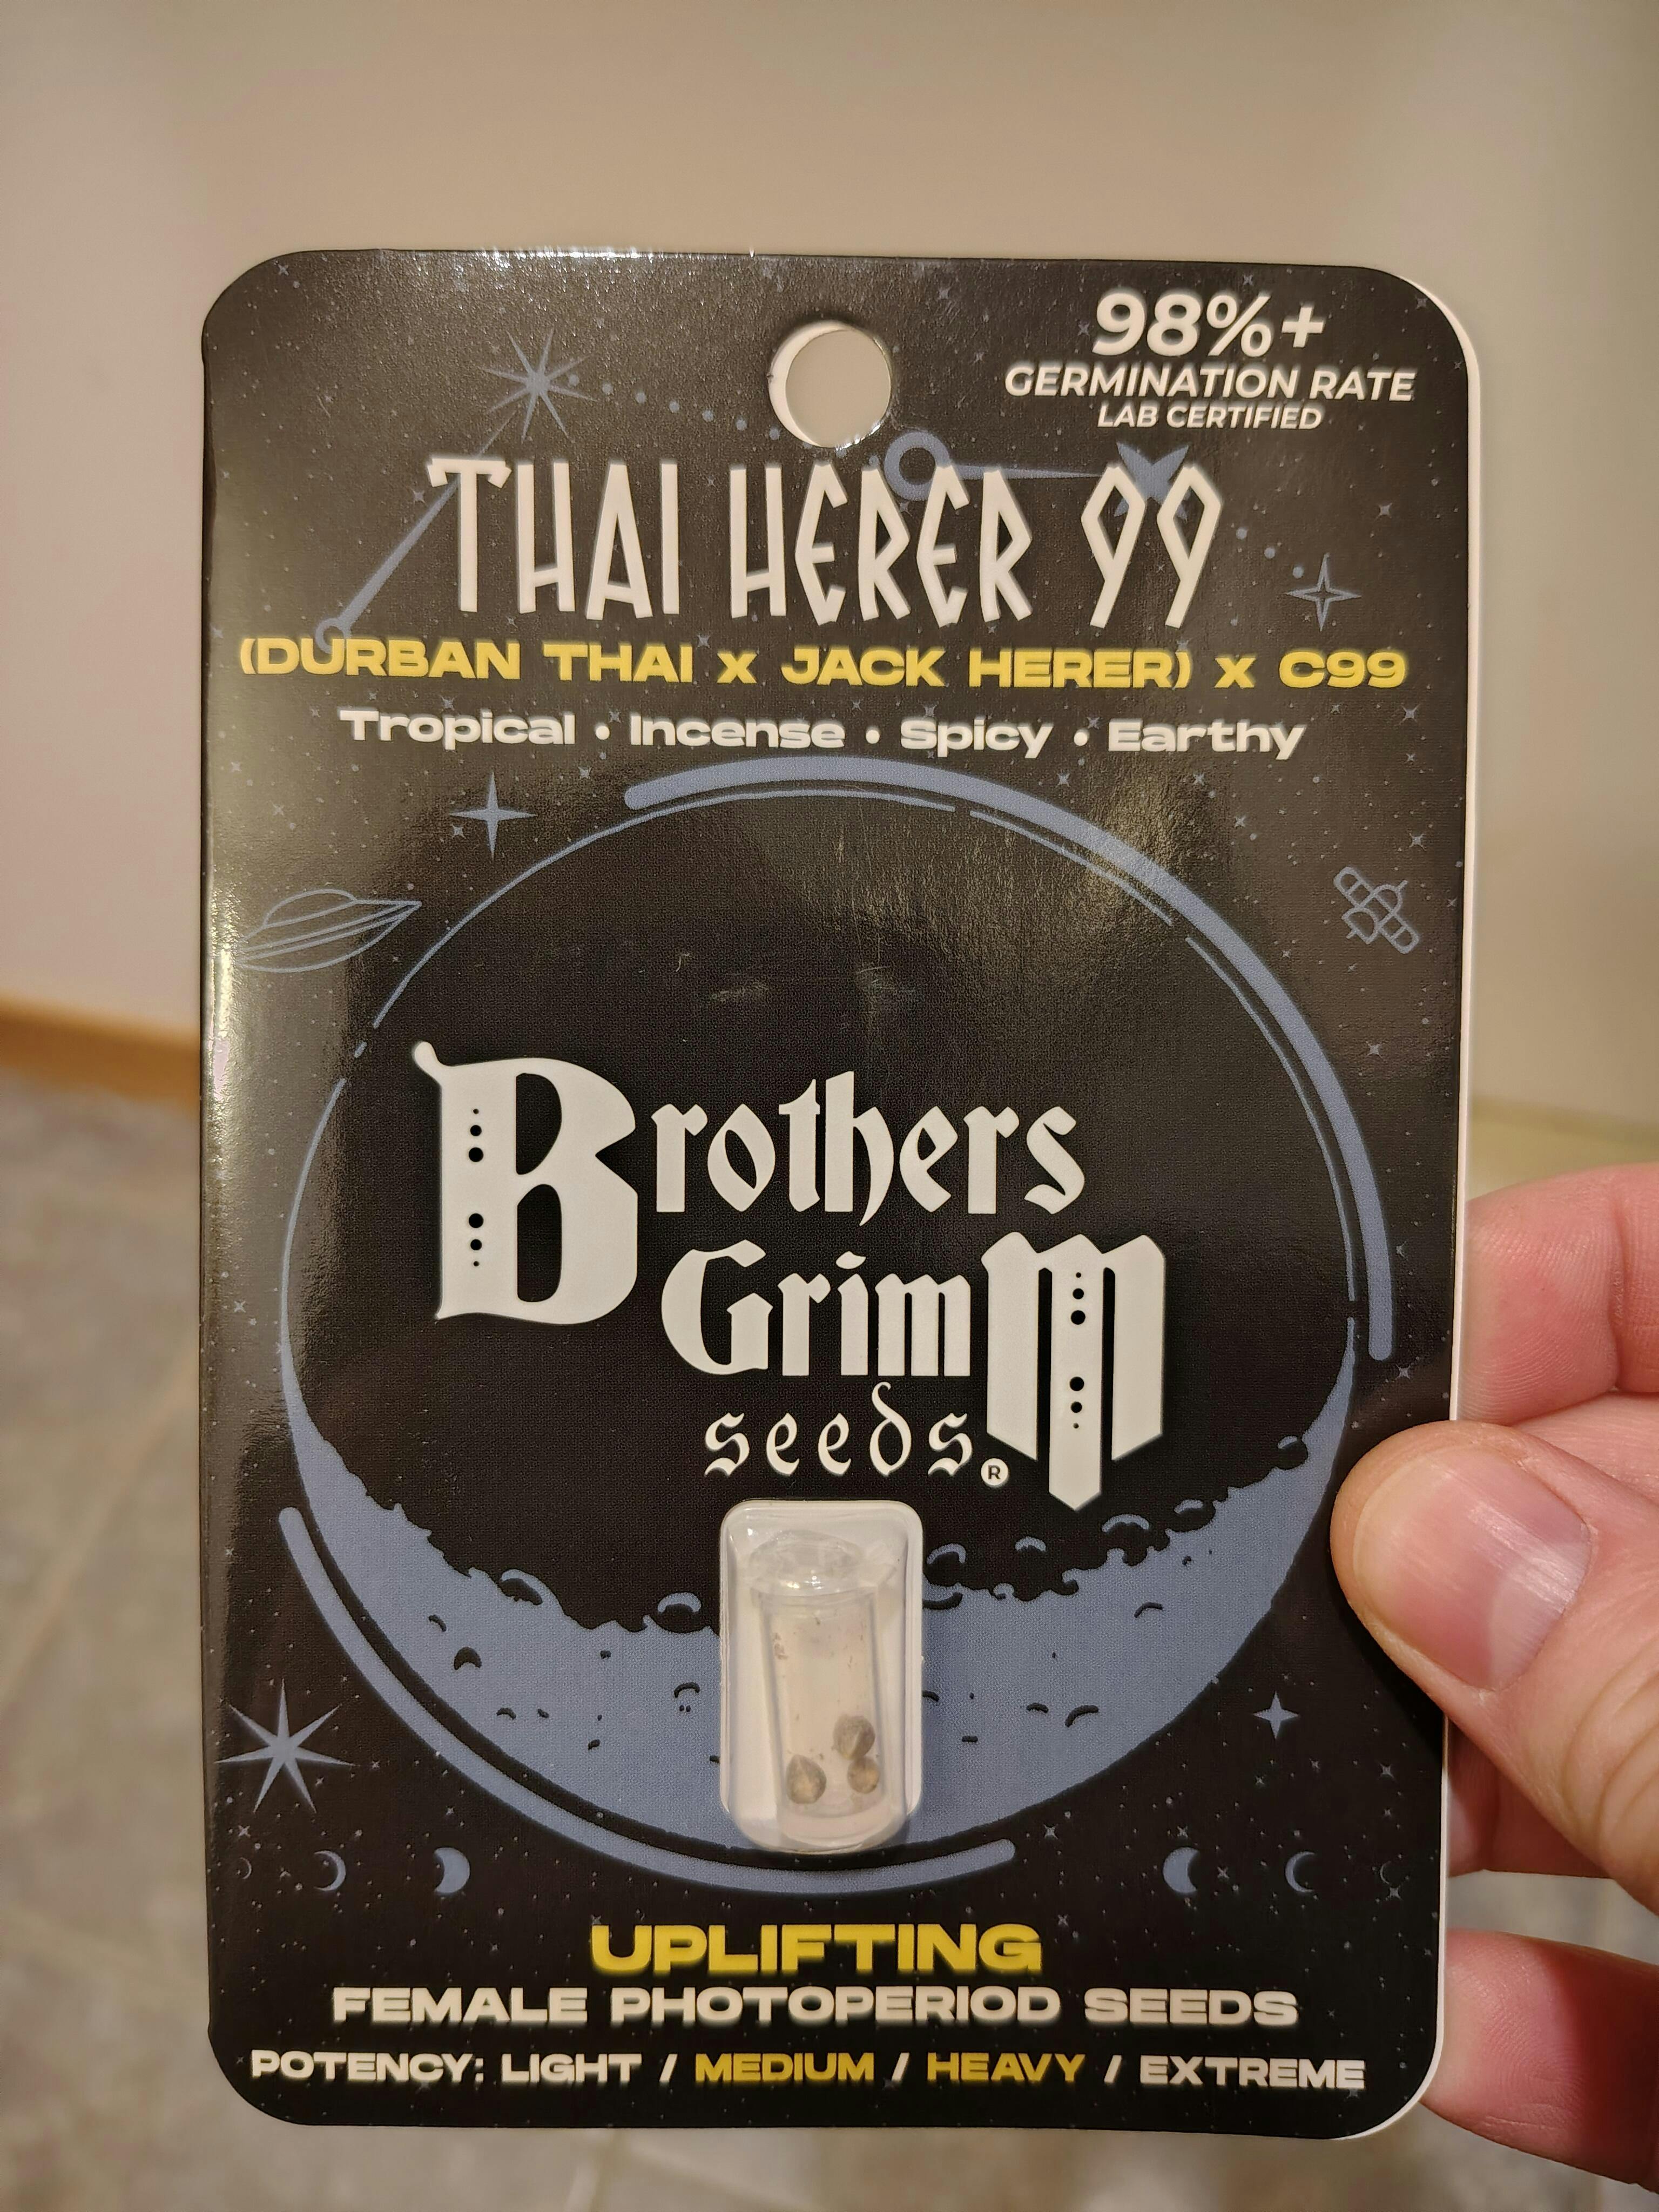 98%+
GERMINATION RATE
LAB CERTIFIED
THAI HERER 99
(DURBAN THAI x JACK HERER) x C99
Tropical • Incense • Spicy • Earthy
Brothers
Grimm
seeds®
UPLIFTING
FEMALE PHOTOPERIOD SEEDS
POTENCY: LIGHT / MEDIUM / HEAVY / EXTREME